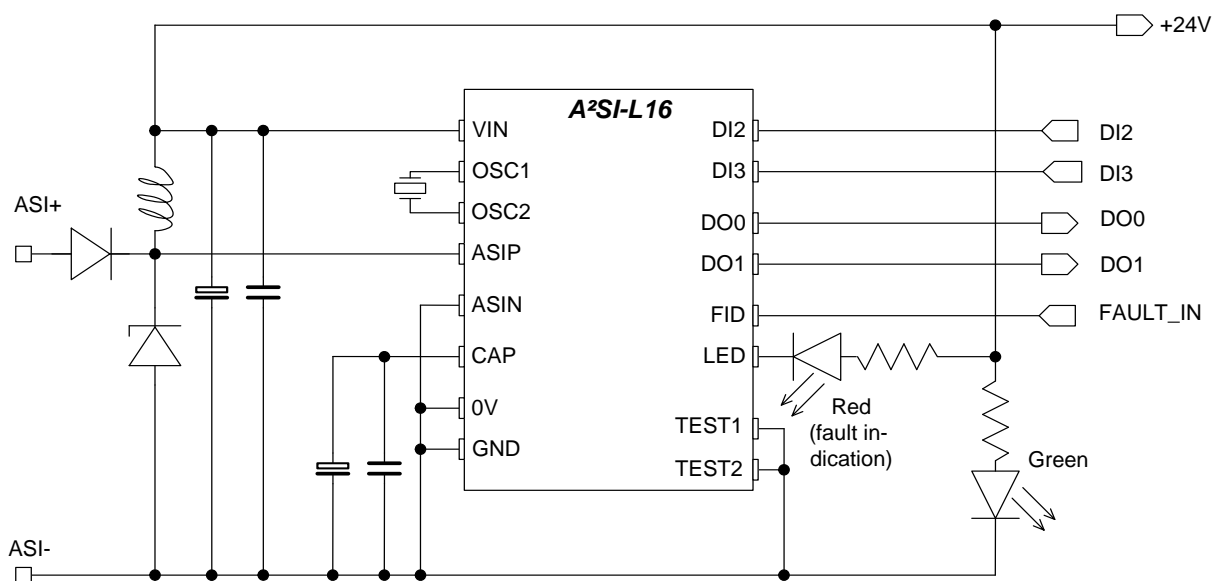 +24V
A²SI-L16
VIN
OSC1
OSC2
ASIP
ASIN
CAP
0V
GND
DI2
DI3
DO0
DO1
FID
LED
TEST1
TEST2
DI2
DI3
DO0
DO1
FAULT_IN
ASI+
ASI-
Red
(fault in-
dication)
Green